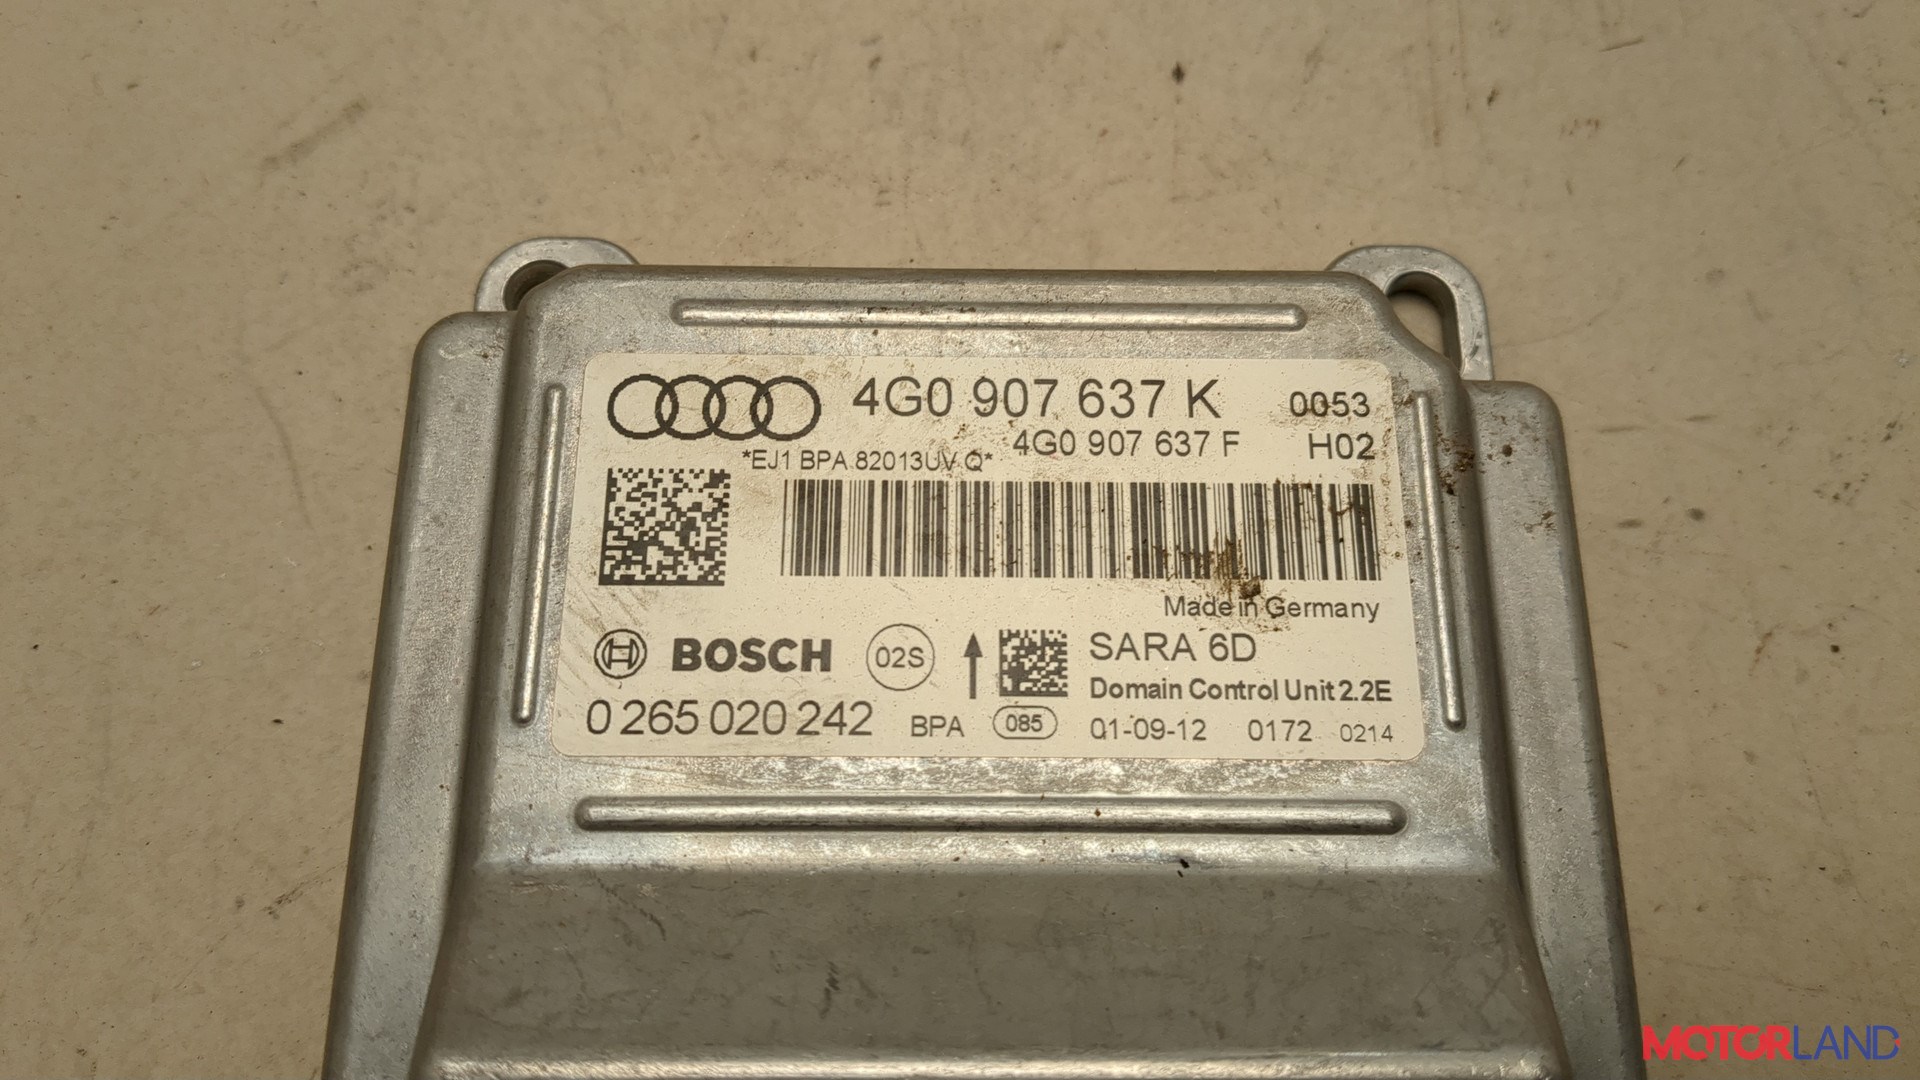 4G0 907 637 K 0053
4G0 907 637 F H02
*EJ1 BPA 82013UV Q*
Made in Germany
BOSCH 02S SARA 6D
Domain Control Unit 2.2E
0 265 020 242 BPA 085 01-09-12 0172 0214
MOTORLAND